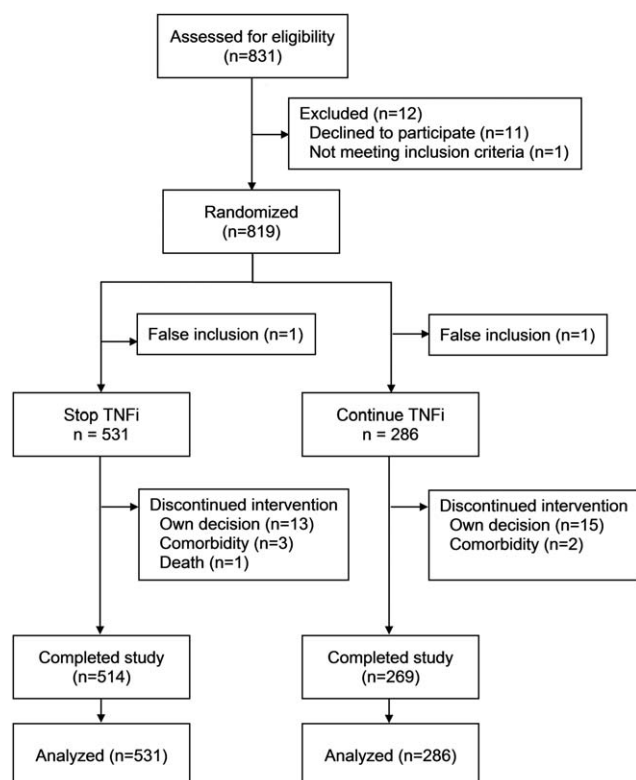 Assessed for eligibility
(n=831)
Excluded (n=12)
Declined to participate (n=11)
Not meeting inclusion criteria (n=1)
Randomized
(n=819)
False inclusion (n=1)
False inclusion (n=1)
Stop TNFi
n = 531
Continue TNFi
n = 286
Discontinued intervention
Own decision (n=13)
Comorbidity (n=3)
Death (n=1)
Discontinued intervention
Own decision (n=15)
Comorbidity (n=2)
Completed study
(n=514)
Completed study
(n=269)
Analyzed (n=531)
Analyzed (n=286)